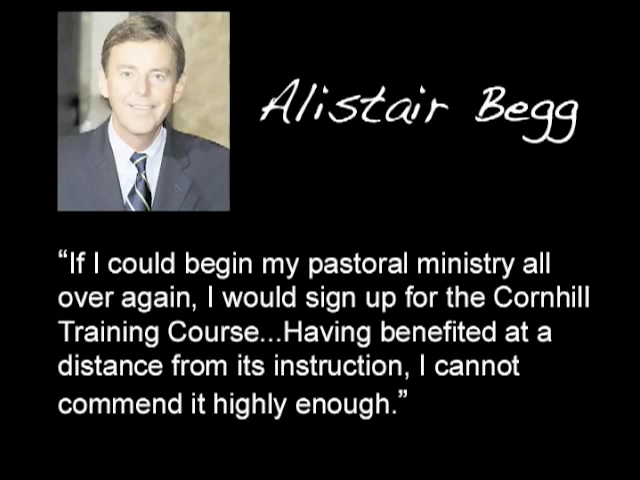 Alistair Begg
“If I could begin my pastoral ministry all
over again, I would sign up for the Cornhill
Training Course...Having benefited at a
distance from its instruction, I cannot
commend it highly enough.”